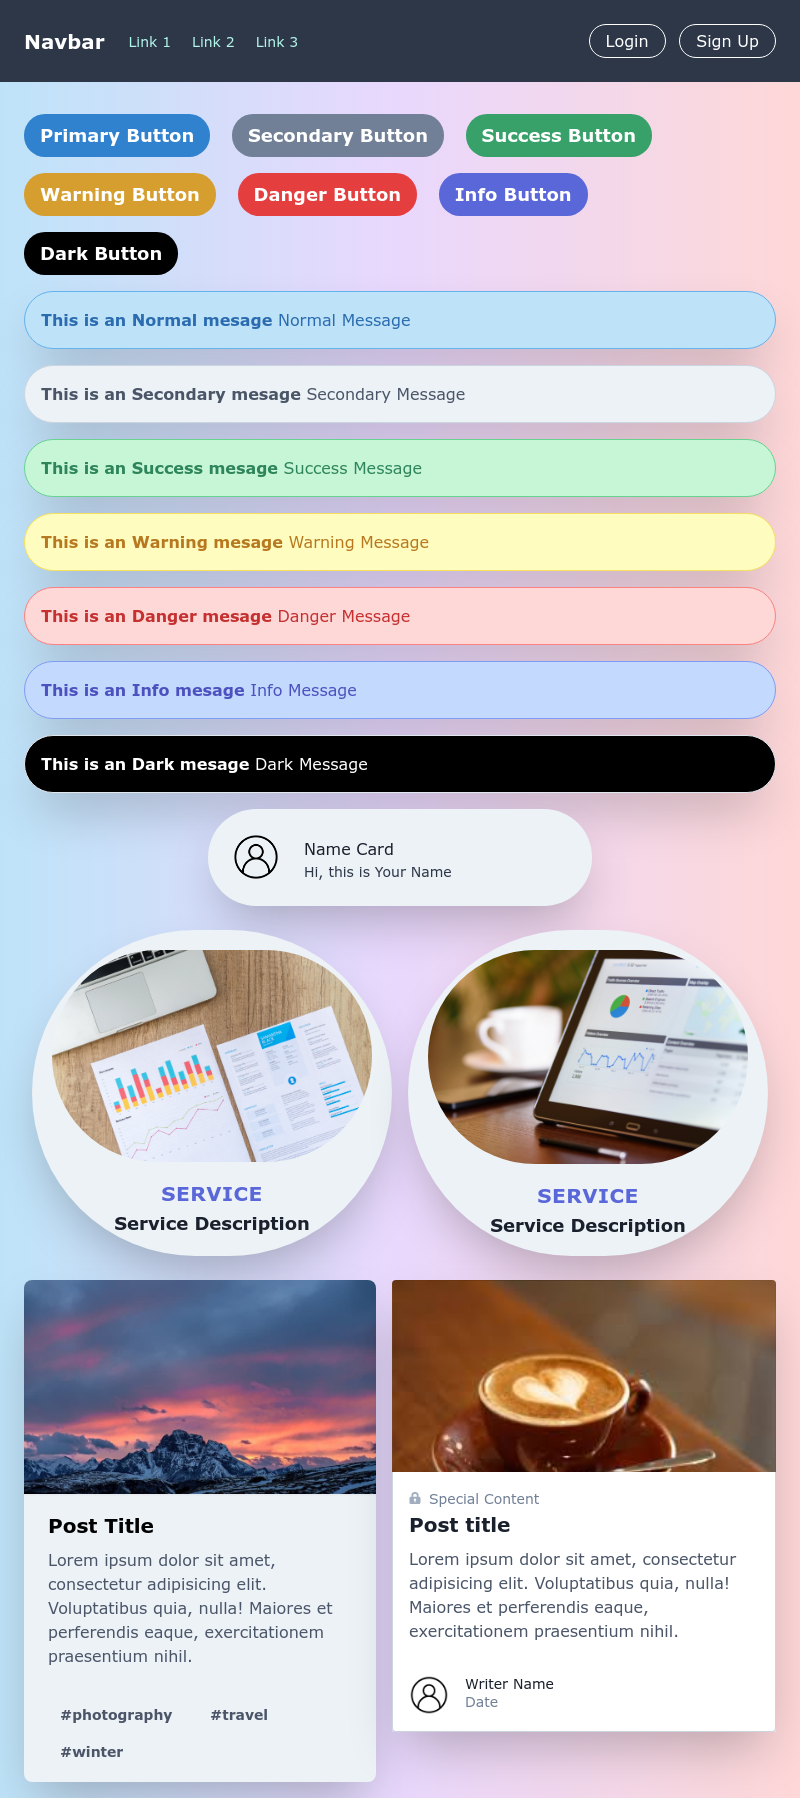 Navbar Link 1 Link 2 Link 3 Login Sign Up
Primary Button Secondary Button Success Button
Warning Button Danger Button Info Button
Dark Button
This is an Normal mesage Normal Message
This is an Secondary mesage Secondary Message
This is an Success mesage Success Message
This is an Warning mesage Warning Message
This is an Danger mesage Danger Message
This is an Info mesage Info Message
This is an Dark mesage Dark Message
Name Card
Hi, this is Your Name
SERVICE
Service Description
SERVICE
Service Description
Post Title
Lorem ipsum dolor sit amet,
consectetur adipisicing elit.
Voluptatibus quia, nulla! Maiores et
perferendis eaque, exercitationem
praesentium nihil.
#photography #travel
#winter
Special Content
Post title
Lorem ipsum dolor sit amet, consectetur
adipisicing elit. Voluptatibus quia, nulla!
Maiores et perferendis eaque,
exercitationem praesentium nihil.
Writer Name
Date